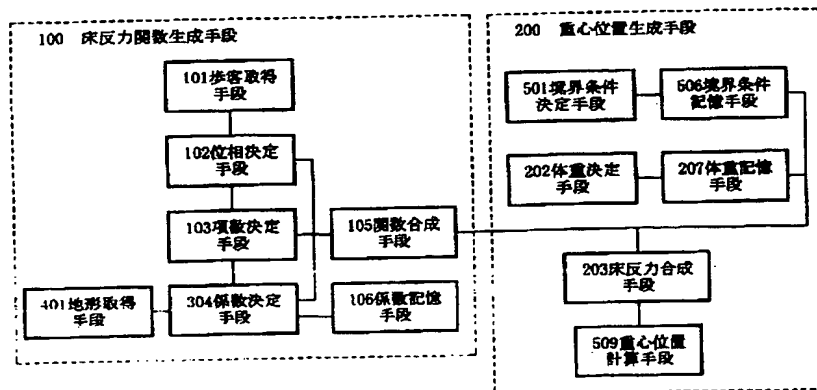 100 床反力関数生成手段
101歩容取得
手段
102位相決定
手段
103項数決定
手段
105関数合成
手段
401地形取得
手段
304係数決定
手段
106係数記憶
手段
200 重心位置生成手段
501境界条件
決定手段
506境界条件
記憶手段
202体重決定
手段
207体重記憶
手段
203床反力合成
手段
509重心位置
計算手段